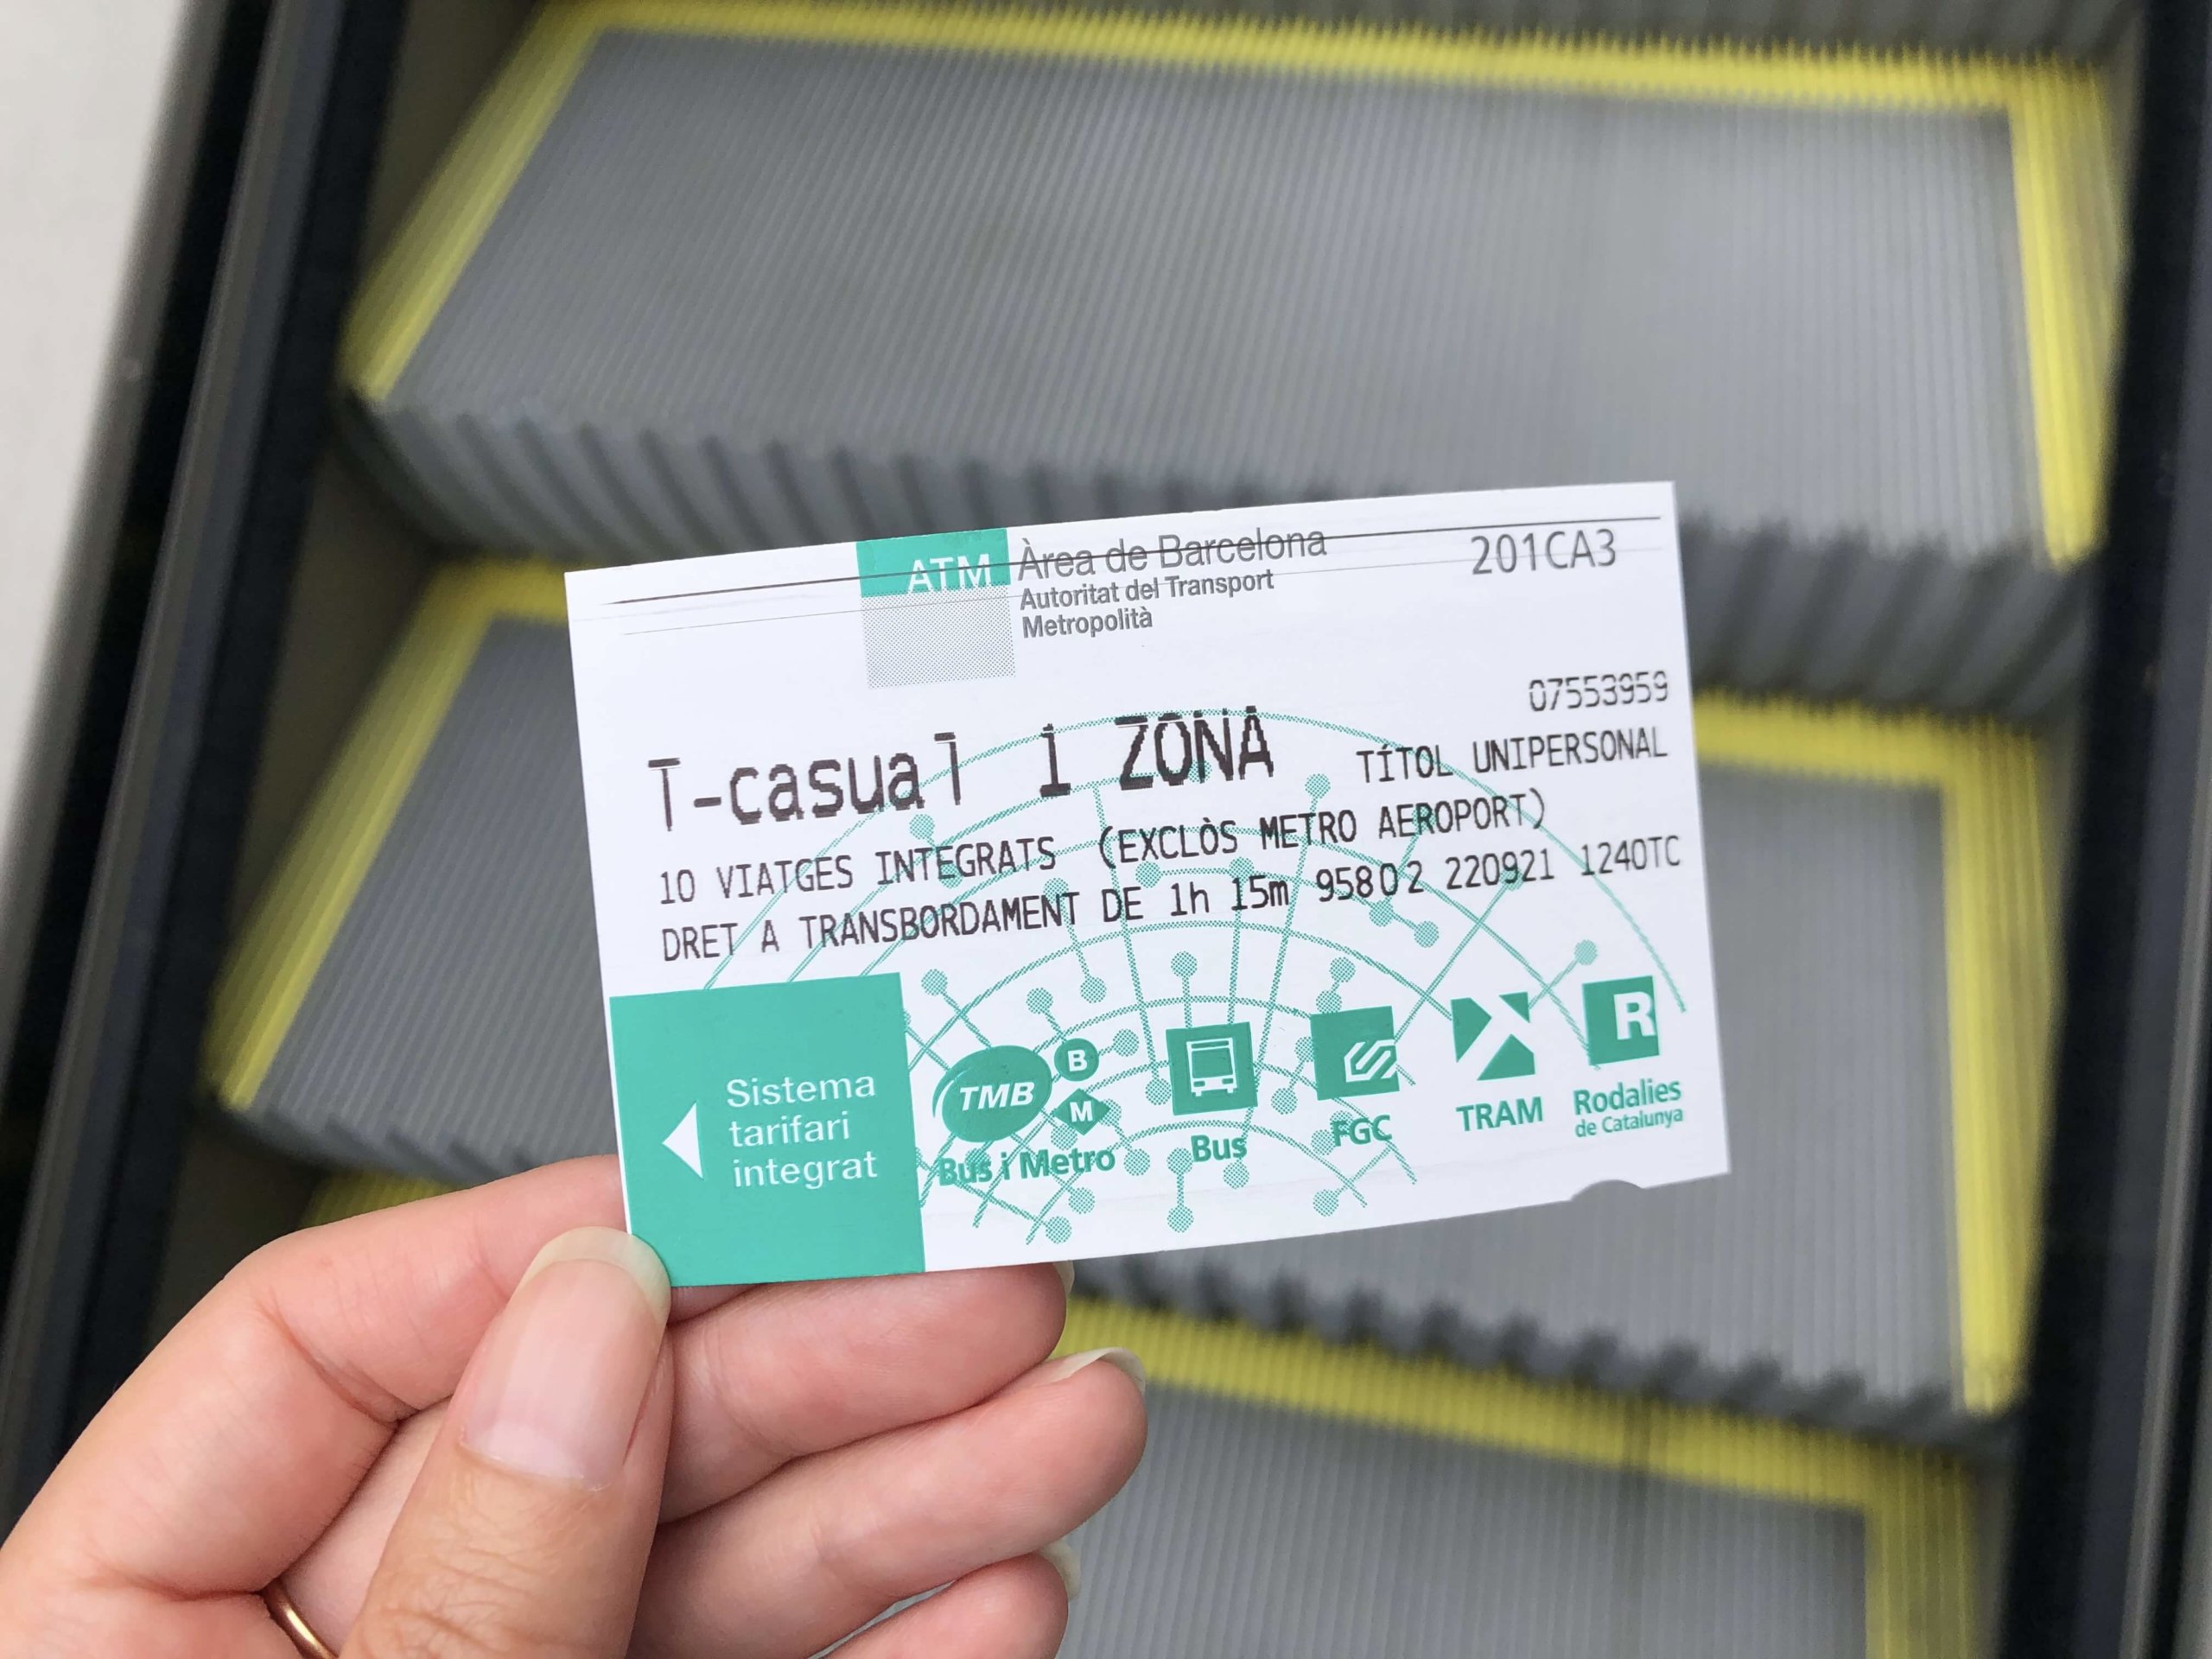 ATM Àrea de Barcelona 201CA3
Autoritat del Transport
Metropolità
07553959
T-casual 1 ZONA TÍTOL UNIPERSONAL
10 VIATGES INTEGRATS (EXCLÒS METRO AEROPORT)
DRET A TRANSBORDAMENT DE 1h 15m 95802 220921 1240TC
Sistema
tarifari
integrat
TMB B
M
Bus i Metro
Bus
FGC
TRAM
R
Rodalies
de Catalunya